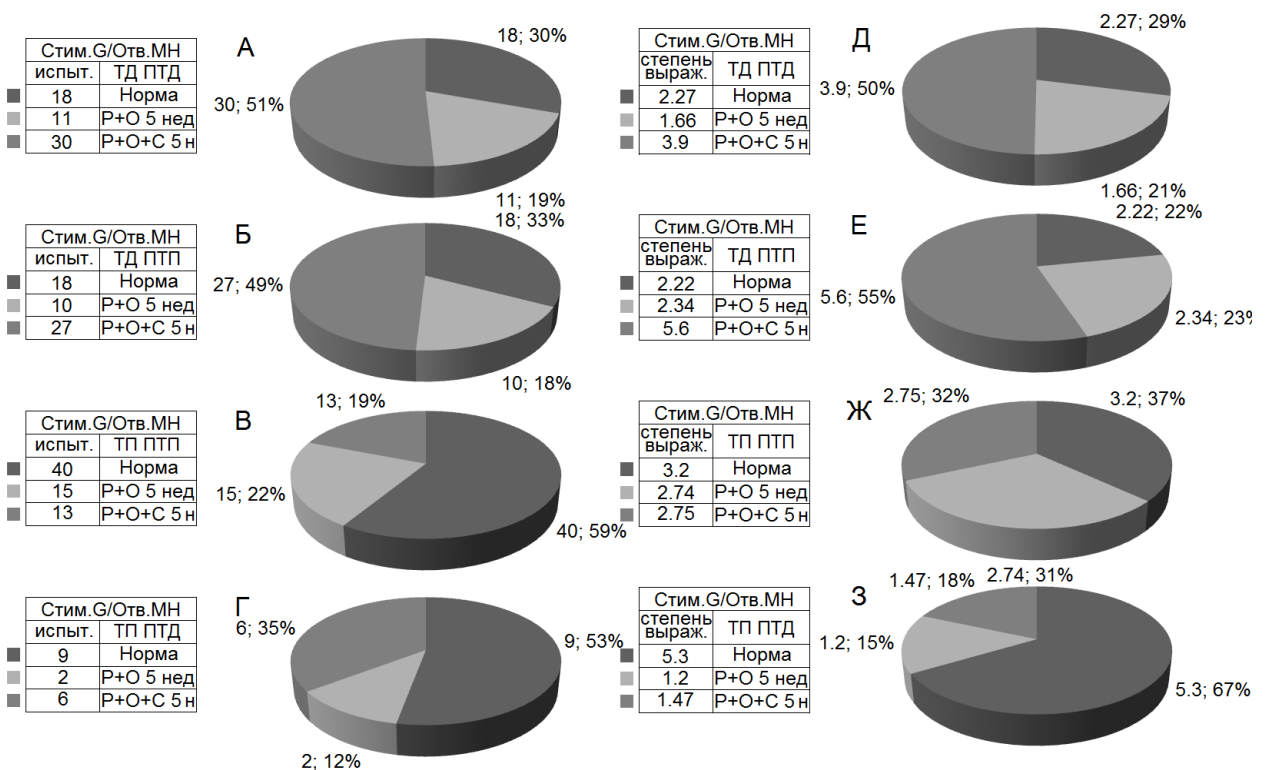 Стим.G/Отв.МН
испыт. ТД ПТД
18 Норма
11 Р+О 5 нед
30 Р+О+С 5 н
А
18; 30%
30; 51%
11; 19%
Стим.G/Отв.МН
степень выраж. ТД ПТД
2.27 Норма
1.66 Р+О 5 нед
3.9 Р+О+С 5 н
Д
2.27; 29%
3.9; 50%
1.66; 21%
Стим.G/Отв.МН
испыт. ТД ПТП
18 Норма
10 Р+О 5 нед
27 Р+О+С 5 н
Б
18; 33%
27; 49%
10; 18%
Стим.G/Отв.МН
степень выраж. ТД ПТП
2.22 Норма
2.34 Р+О 5 нед
5.6 Р+О+С 5 н
Е
2.22; 22%
5.6; 55%
2.34; 23%
Стим.G/Отв.МН
испыт. ТП ПТП
40 Норма
15 Р+О 5 нед
13 Р+О+С 5 н
В
13; 19%
15; 22%
40; 59%
Стим.G/Отв.МН
степень выраж. ТП ПТП
3.2 Норма
2.74 Р+О 5 нед
2.75 Р+О+С 5 н
Ж
2.75; 32%
3.2; 37%
2.74; 31%
Стим.G/Отв.МН
испыт. ТП ПТД
9 Норма
2 Р+О 5 нед
6 Р+О+С 5 н
Г
6; 35%
9; 53%
2; 12%
Стим.G/Отв.МН
степень выраж. ТП ПТД
5.3 Норма
1.2 Р+О 5 нед
1.47 Р+О+С 5 н
З
1.47; 18%
1.2; 15%
5.3; 67%